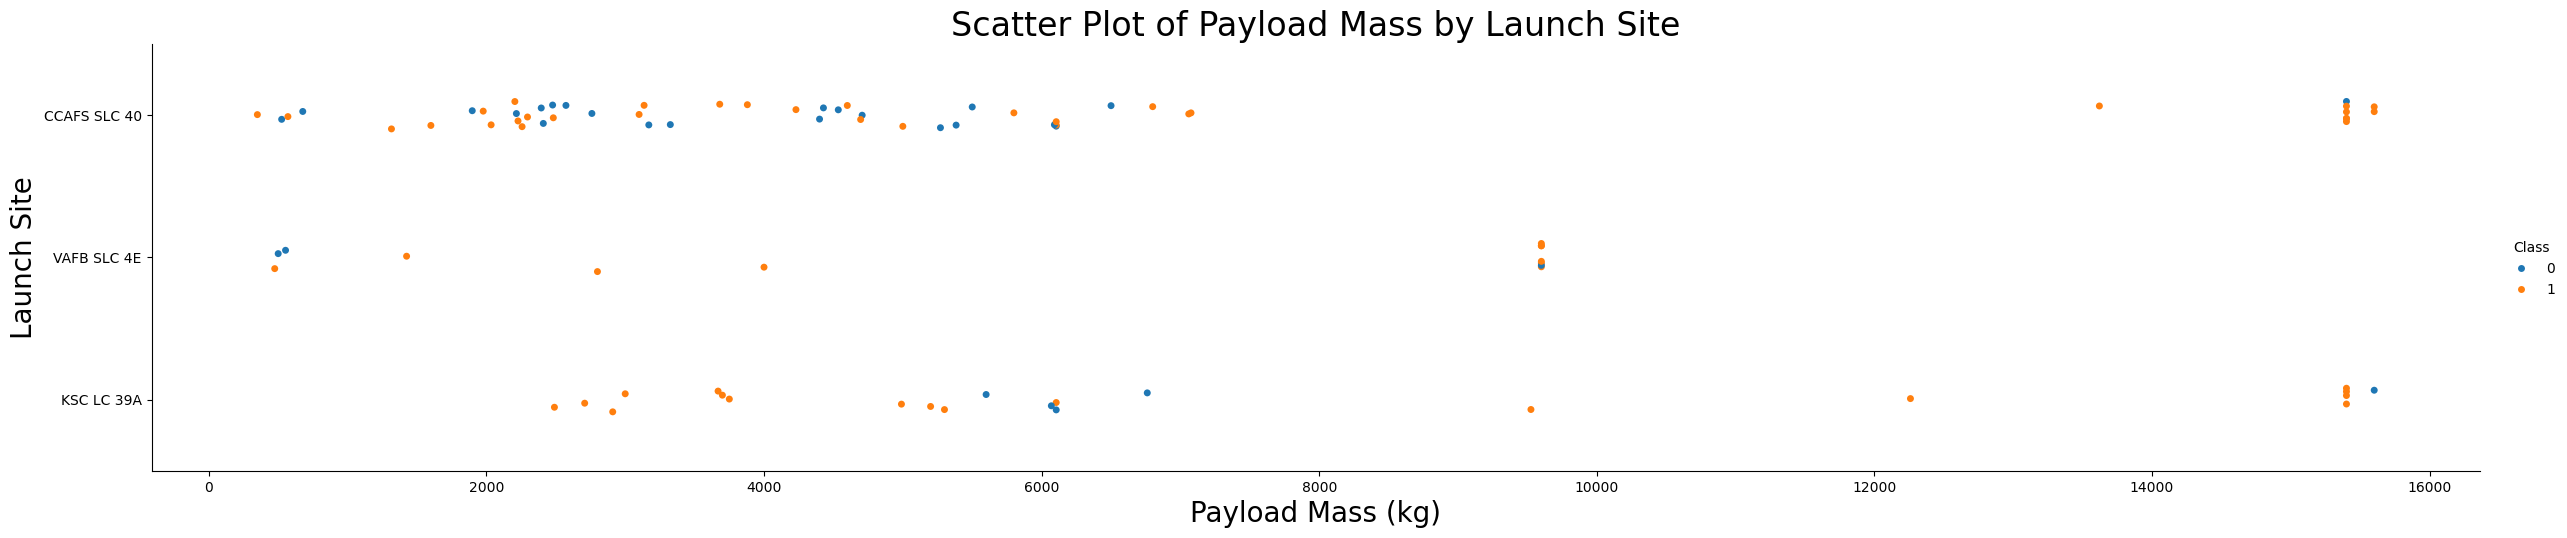 Scatter Plot of Payload Mass by Launch Site
Launch Site
CCAFS SLC 40
VAFB SLC 4E
KSC LC 39A
0 2000 4000 6000 8000 10000 12000 14000 16000
Payload Mass (kg)
Class
0
1